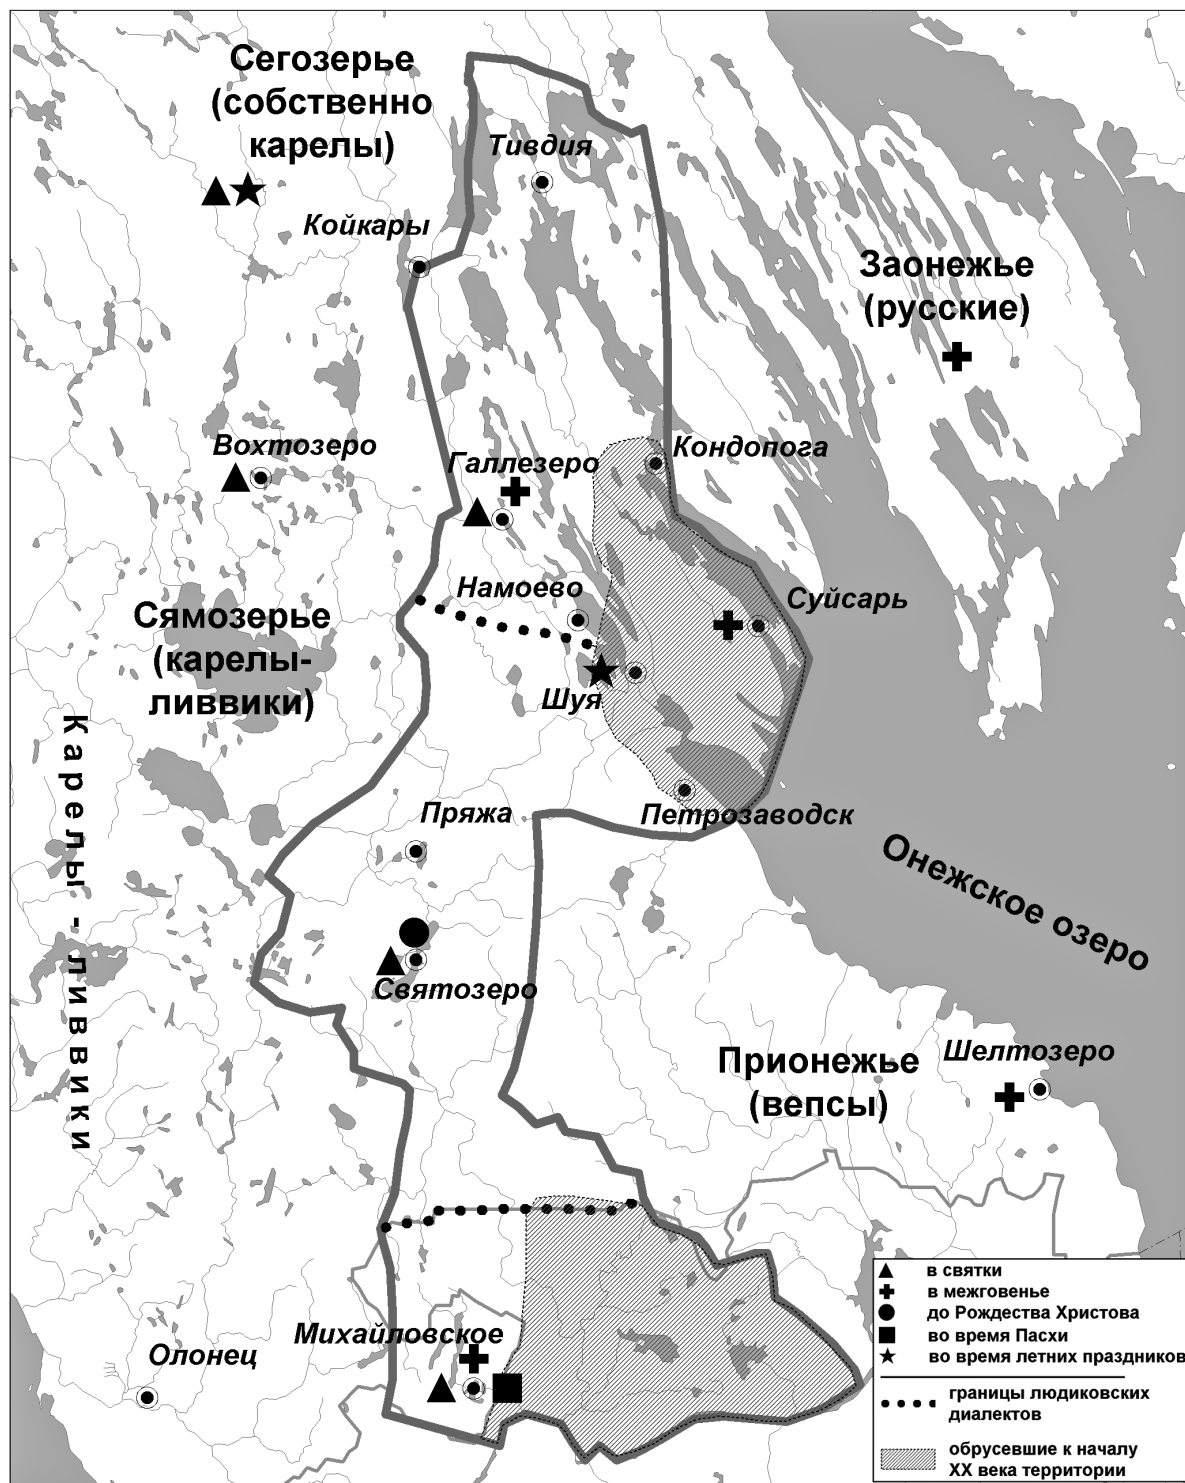 Сегозерье
(собственно
карелы)
Тивдия
Койкары
Заонежье
(русские)
Вохтозеро
Галлезеро
Кондопога
Намоево
Суйсарь
Сямозерье
(карелы-
ливвики)
Шуя
Карелы - ливвики
Пряжа
Петрозаводск
Онежское озеро
Святозеро
Прионежье
(вепсы)
Шелтозеро
Михайловское
Олонец
в святки
в межговенье
до Рождества Христова
во время Пасхи
во время летних праздников
границы людиковских
диалектов
обрусевшие к началу
XX века территории